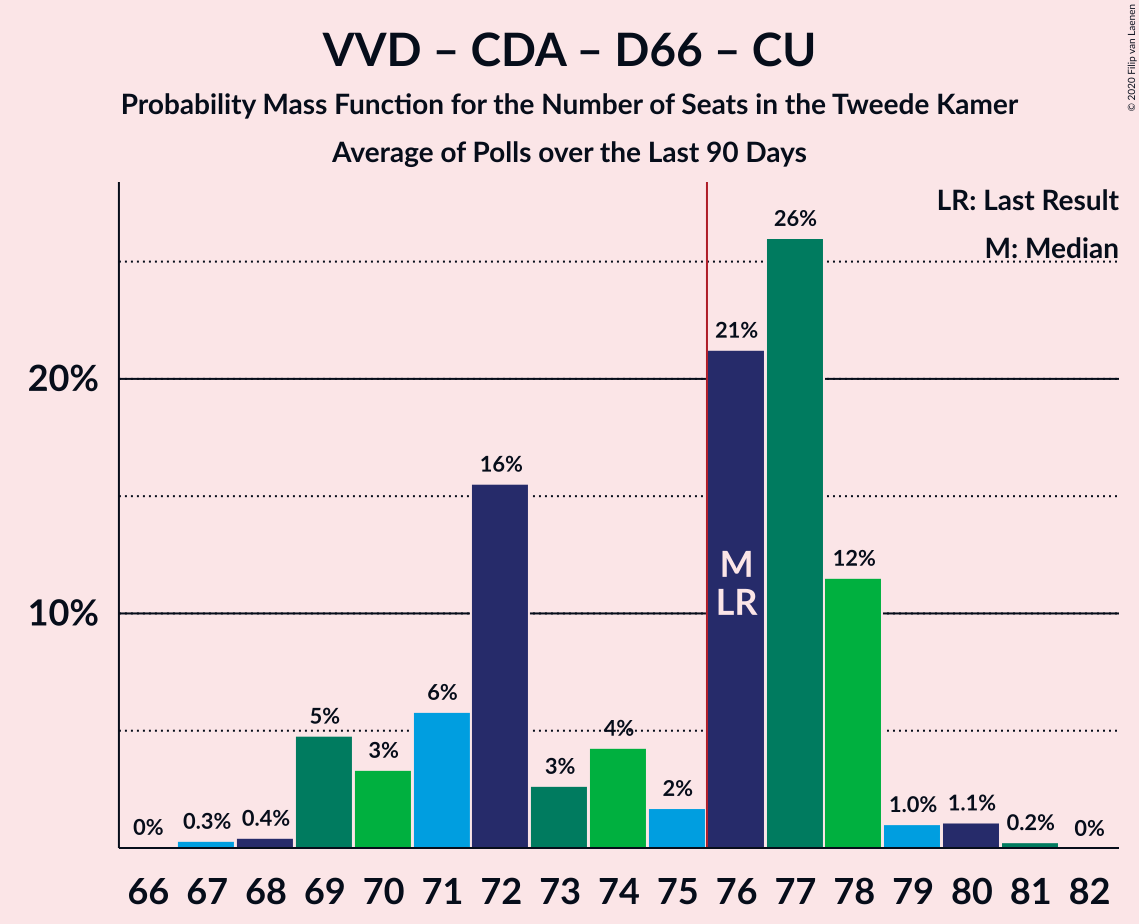 VVD – CDA – D66 – CU
Probability Mass Function for the Number of Seats in the Tweede Kamer
Average of Polls over the Last 90 Days
© 2020 Filip van Laenen
LR: Last Result
M: Median
20%
10%
0%
0.3%
0.4%
5%
3%
6%
16%
3%
4%
2%
21%
26%
12%
1.0%
1.1%
0.2%
0%
M
LR
66 67 68 69 70 71 72 73 74 75 76 77 78 79 80 81 82